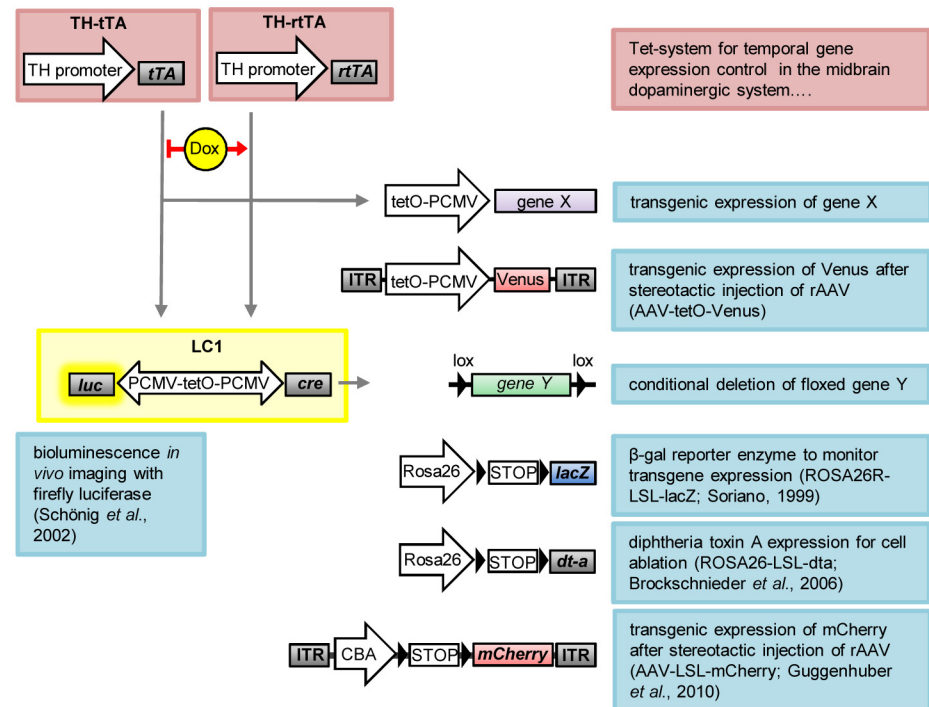 TH-tTA
TH promoter
tTA
TH-rtTA
TH promoter
rtTA
Tet-system for temporal gene
expression control in the midbrain
dopaminergic system....
Dox
tetO-PCMV
gene X
transgenic expression of gene X
ITR
tetO-PCMV
Venus
ITR
transgenic expression of Venus after
stereotactic injection of rAAV
(AAV-tetO-Venus)
LC1
luc
PCMV-tetO-PCMV
cre
lox
lox
gene Y
conditional deletion of floxed gene Y
bioluminescence in
vivo imaging with
firefly luciferase
(Schönig et al.,
2002)
Rosa26
STOP
lacZ
β-gal reporter enzyme to monitor
transgene expression (ROSA26R-
LSL-lacZ; Soriano, 1999)
Rosa26
STOP
dt-a
diphtheria toxin A expression for cell
ablation (ROSA26-LSL-dta;
Brockschnieder et al., 2006)
ITR
CBA
STOP
mCherry
ITR
transgenic expression of mCherry
after stereotactic injection of rAAV
(AAV-LSL-mCherry; Guggenhuber
et al., 2010)